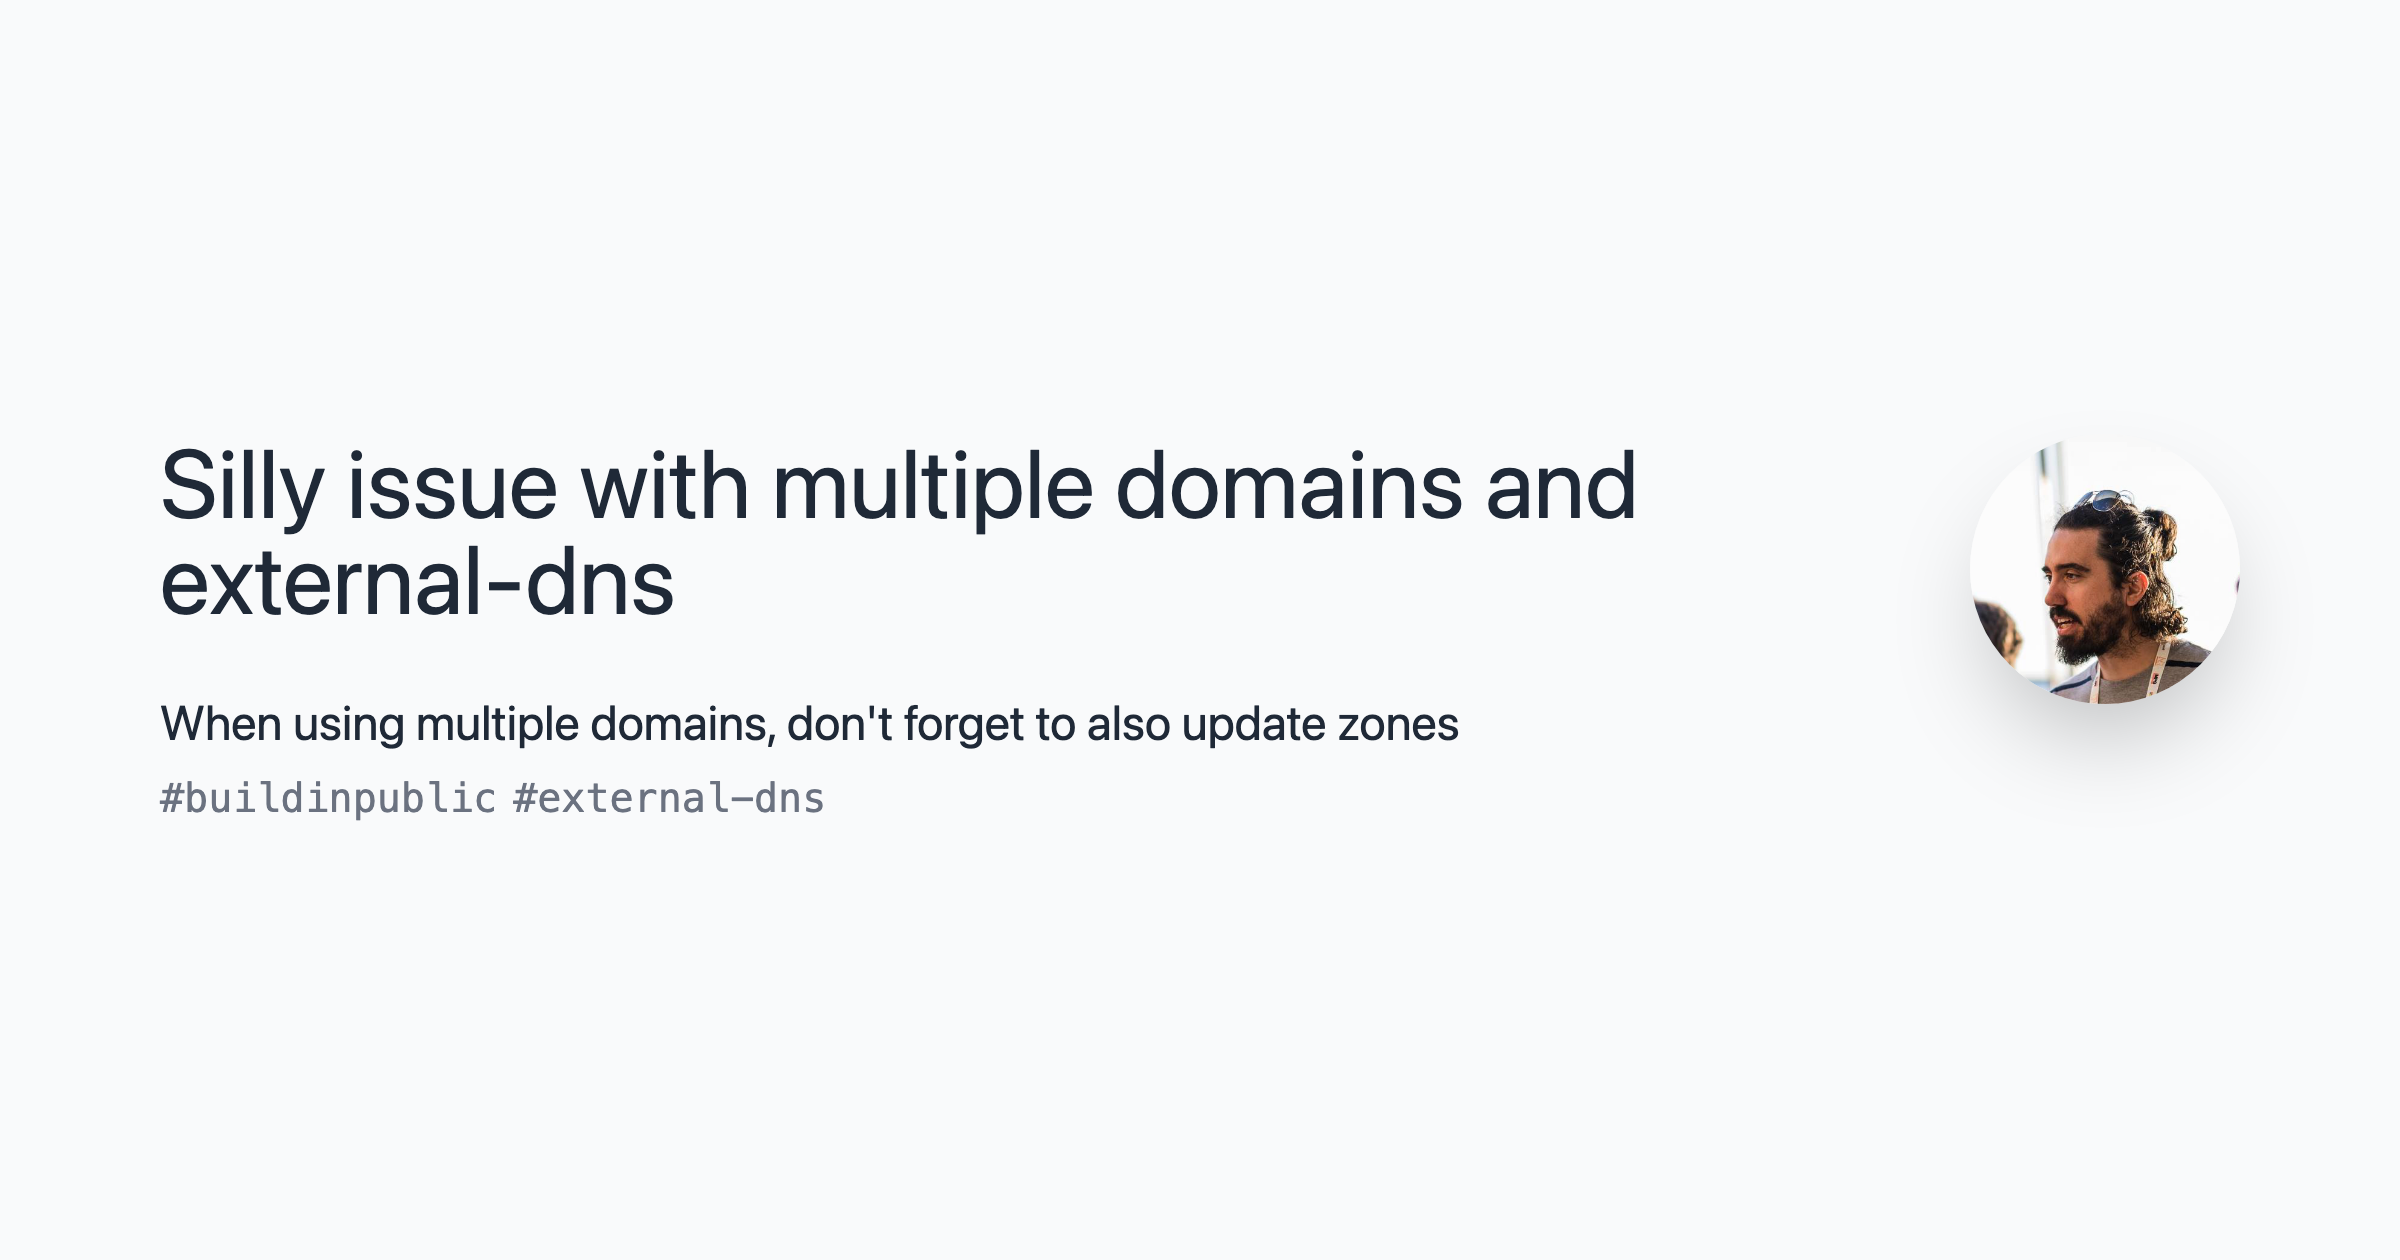 Silly issue with multiple domains and
external-dns
When using multiple domains, don't forget to also update zones
#buildinpublic #external-dns